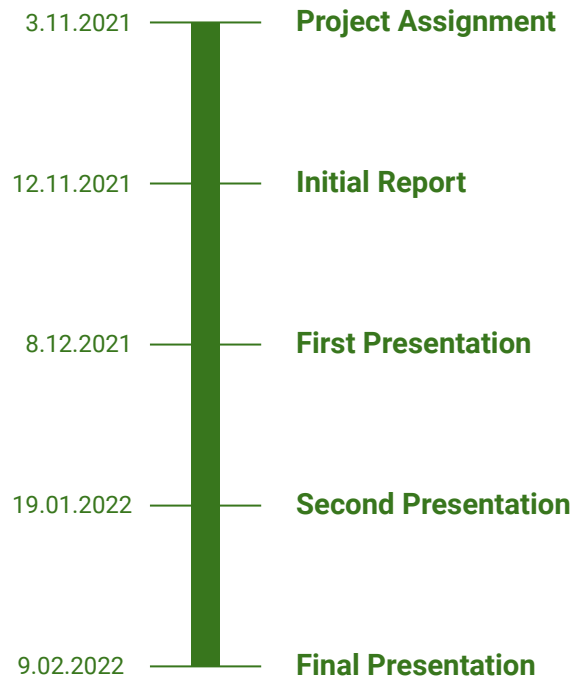 3.11.2021 Project Assignment
12.11.2021 Initial Report
8.12.2021 First Presentation
19.01.2022 Second Presentation
9.02.2022 Final Presentation